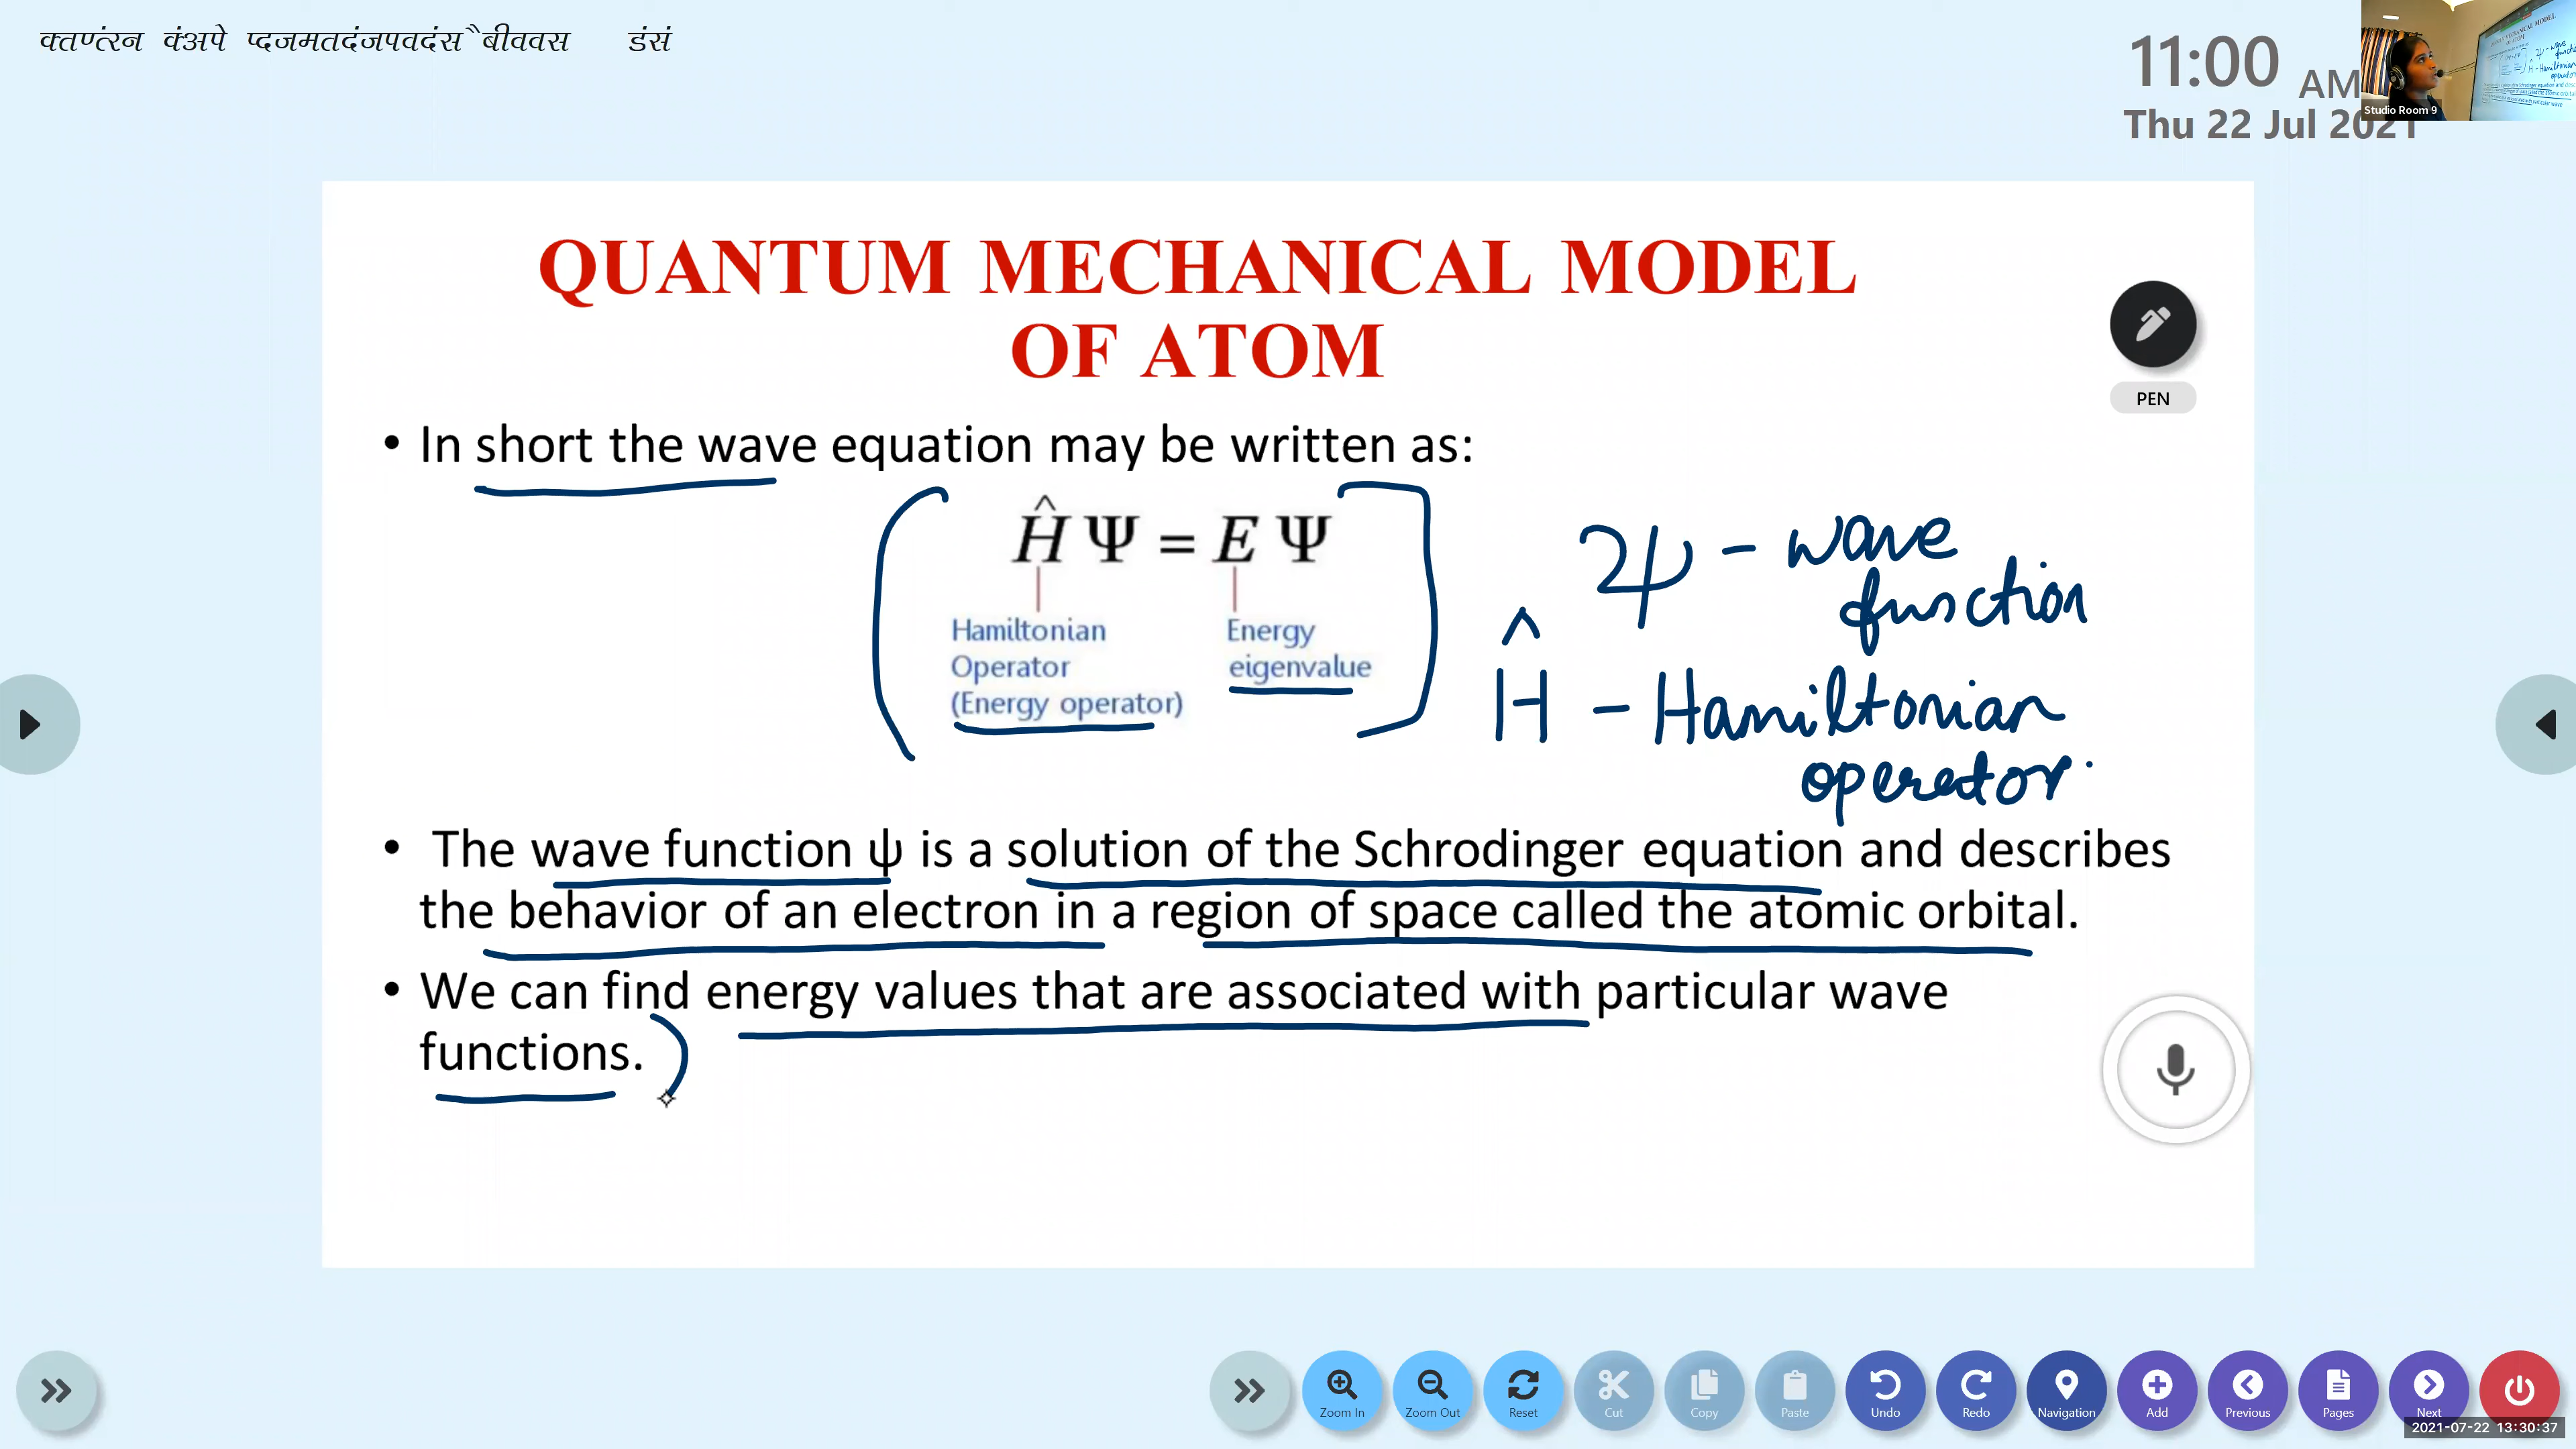 क्तण्तंरन कंअपे प्दजमतदंजपवदंस ैबीववस डंसं
11:00 AM
Thu 22 Jul 2021
Studio Room 9
QUANTUM MECHANICAL MODEL
OF ATOM
PEN
• In short the wave equation may be written as:
Ĥ Ψ = E Ψ
Hamiltonian
Operator
(Energy operator)
Energy
eigenvalue
ψ - wave
function
Ĥ - Hamiltonian
operator.
• The wave function ψ is a solution of the Schrodinger equation and describes
the behavior of an electron in a region of space called the atomic orbital.
• We can find energy values that are associated with particular wave
functions.
Zoom In
Zoom Out
Reset
Cut
Copy
Paste
Undo
Redo
Navigation
Add
Previous
Pages
Next
2021-07-22 13:30:37